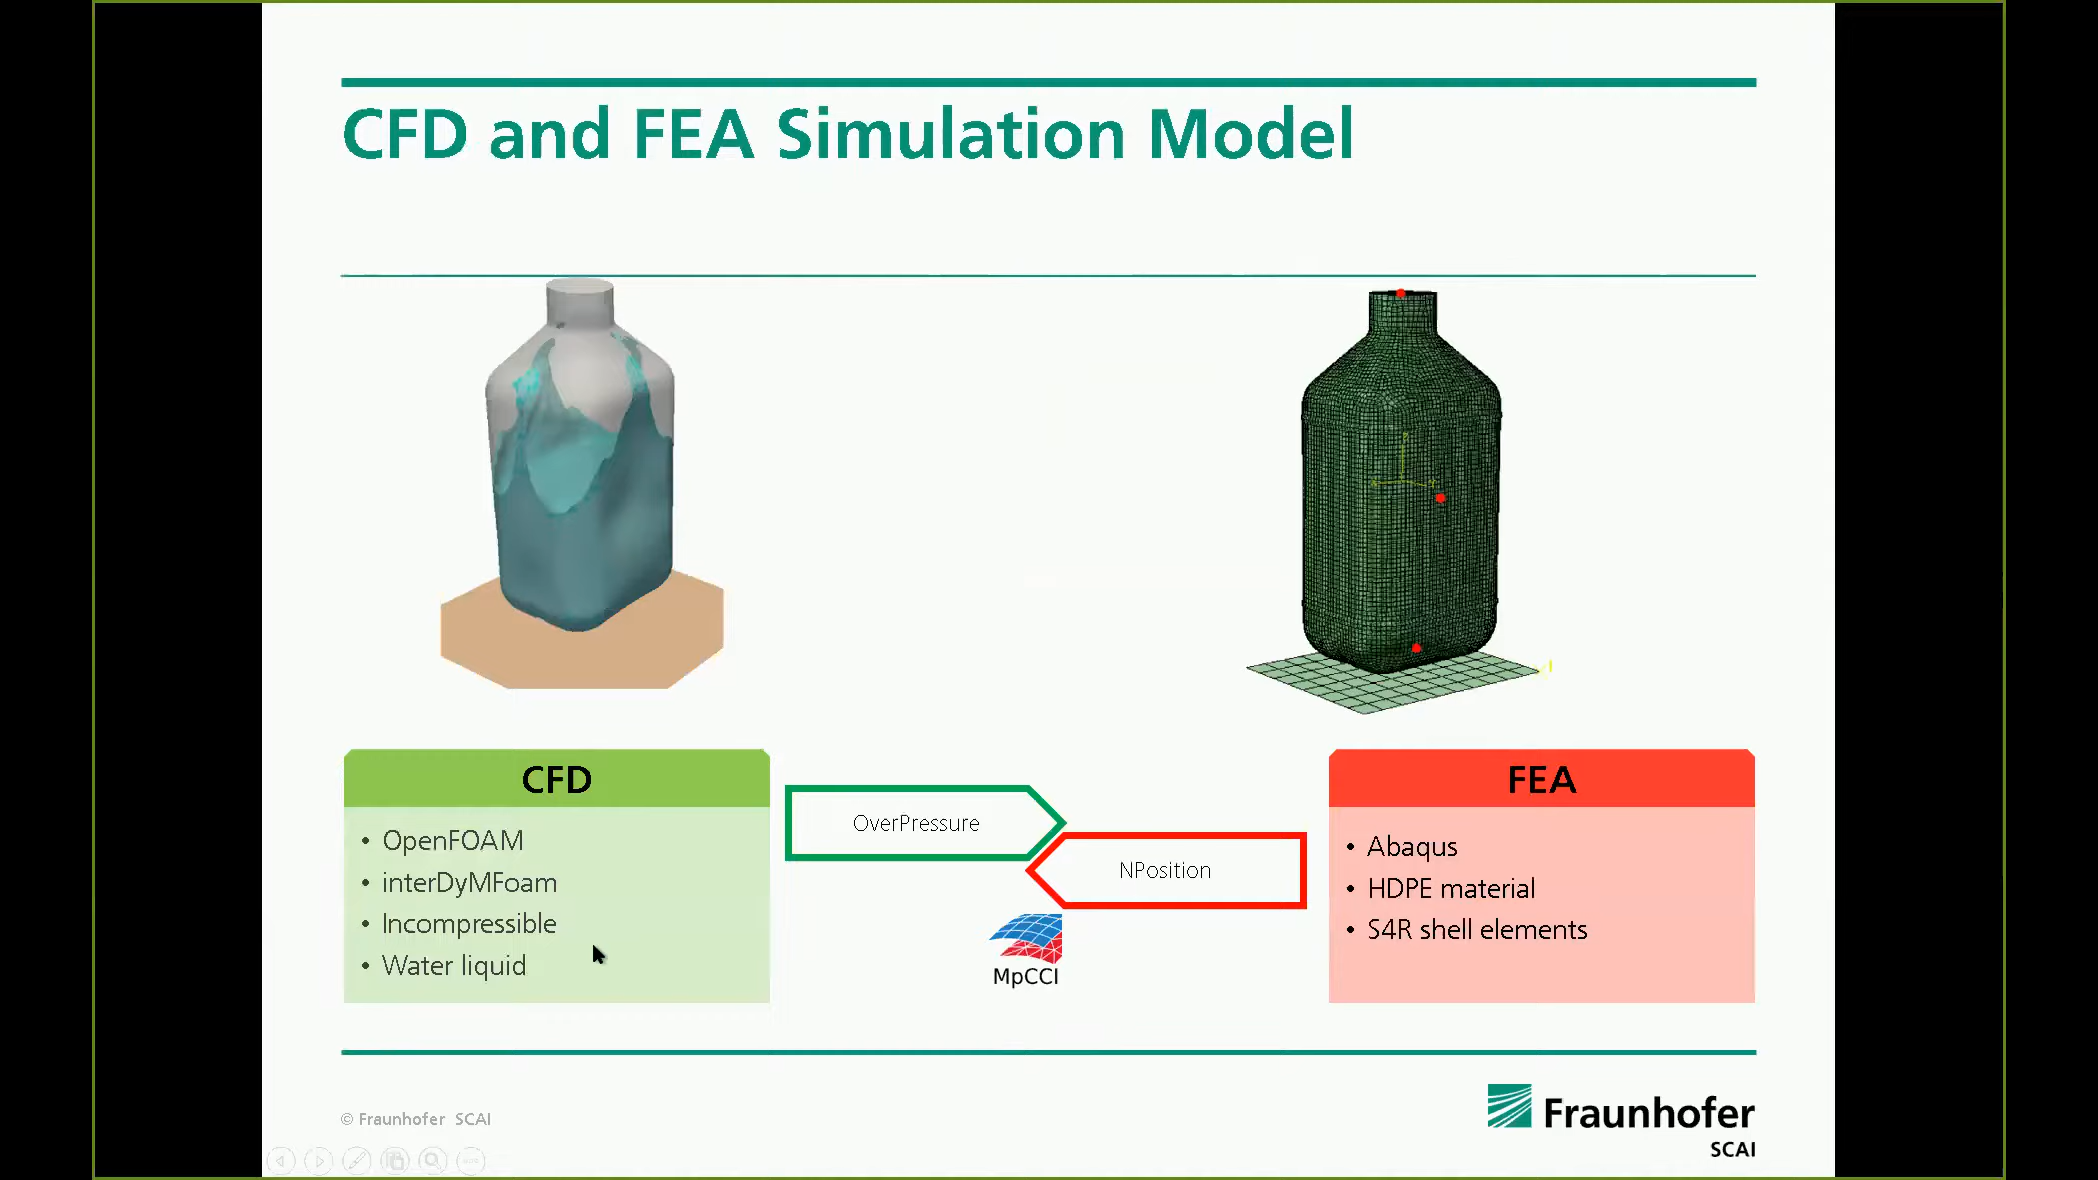 CFD and FEA Simulation Model
CFD
• OpenFOAM
• interDyMFoam
• Incompressible
• Water liquid
OverPressure
NPosition
MpCCI
FEA
• Abaqus
• HDPE material
• S4R shell elements
© Fraunhofer SCAI
Fraunhofer
SCAI